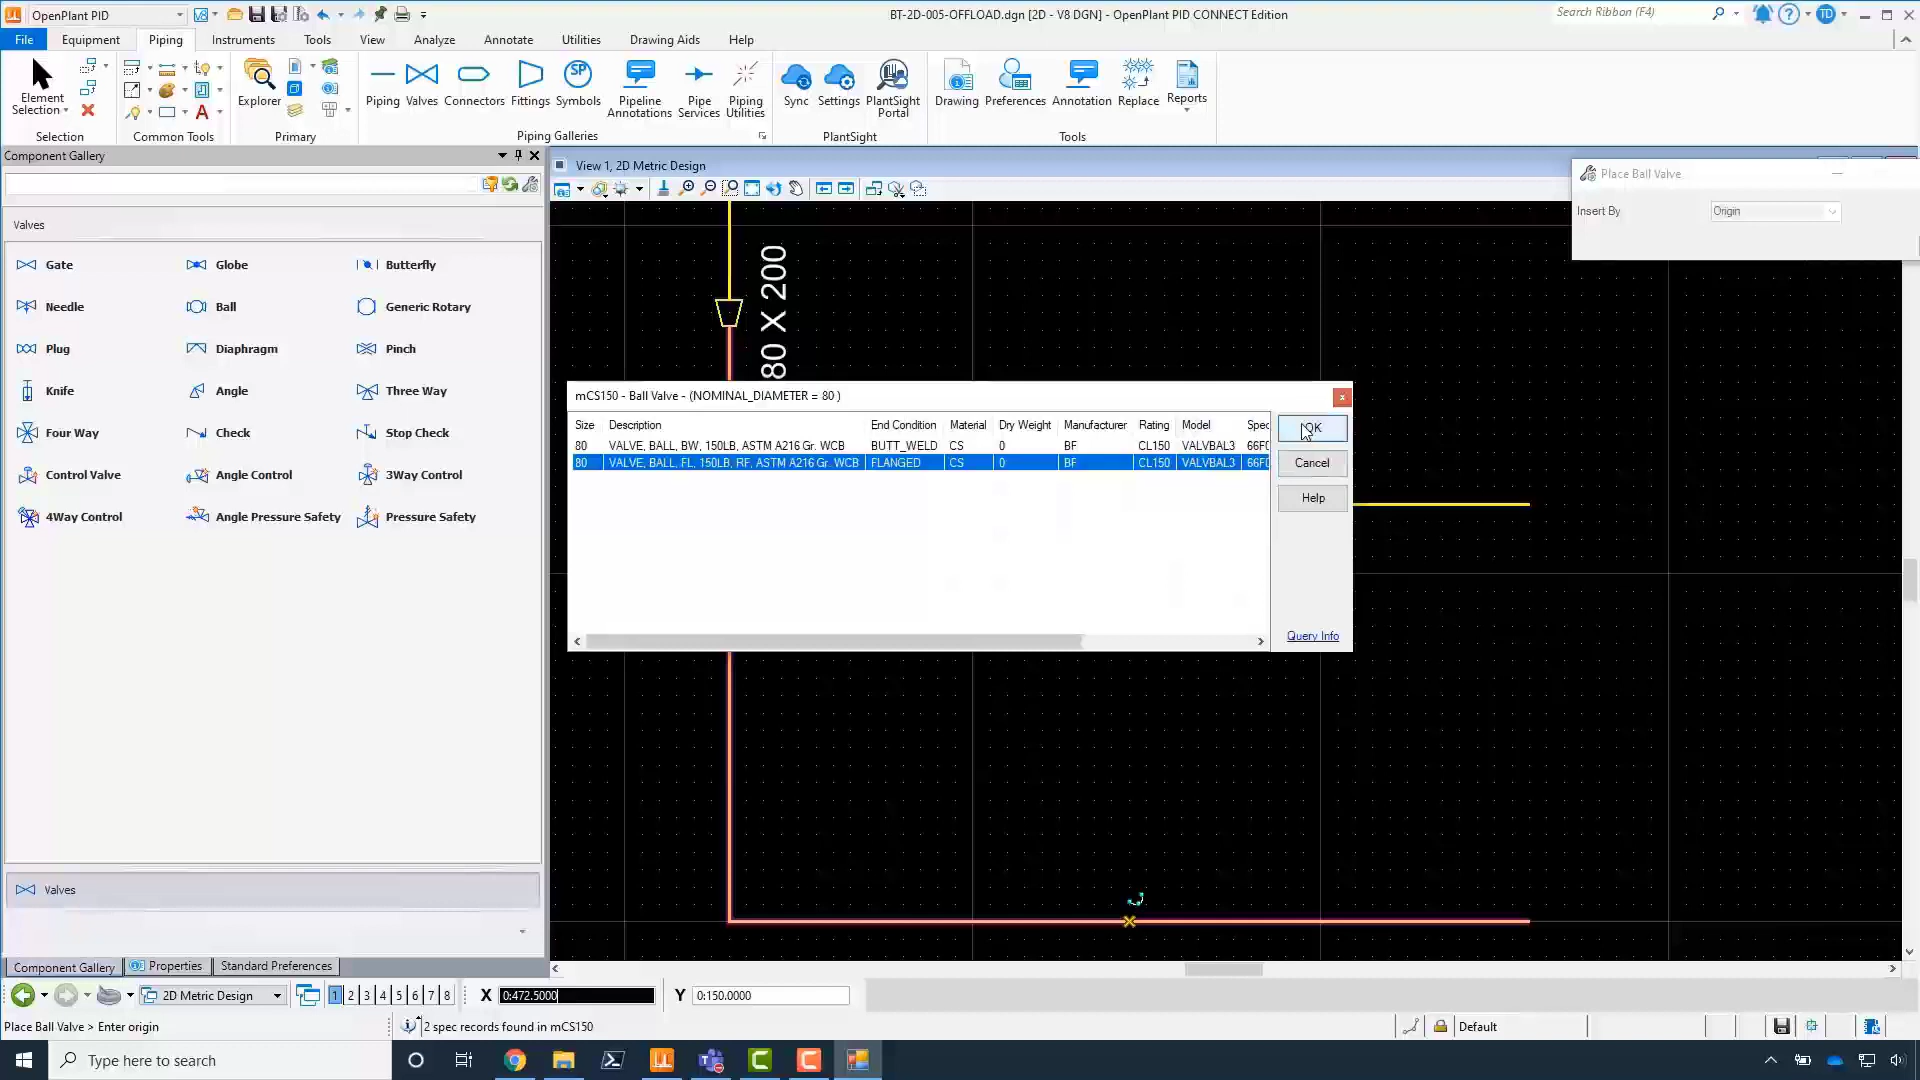 OpenPlant PID
BT-2D-005-OFFLOAD.dgn [2D - V8 DGN] - OpenPlant PID CONNECT Edition
Search Ribbon (F4)
TD
File Equipment Piping Instruments Tools View Analyze Annotate Utilities Drawing Aids Help
Element Selection
Explorer
Piping Valves Connectors Fittings Symbols Pipeline Annotations Pipe Services Piping Utilities
Sync Settings PlantSight Portal
Drawing Preferences Annotation Replace Reports
Selection Common Tools Primary Piping Galleries PlantSight Tools
Component Gallery
View 1, 2D Metric Design
Place Ball Valve
Insert By Origin
Valves
Gate Globe Butterfly
Needle Ball Generic Rotary
Plug Diaphragm Pinch
Knife Angle Three Way
Four Way Check Stop Check
Control Valve Angle Control 3Way Control
4Way Control Angle Pressure Safety Pressure Safety
80 X 200
mCS150 - Ball Valve - (NOMINAL_DIAMETER = 80 )
Size Description End Condition Material Dry Weight Manufacturer Rating Model Spec
80 VALVE, BALL, BW, 150LB, ASTM A216 Gr. WCB BUTT_WELD CS 0 BF CL150 VALVBAL3
80 VALVE, BALL, FL, 150LB, RF, ASTM A216 Gr. WCB FLANGED CS 0 BF CL150 VALVBAL3
OK
Cancel
Help
Query Info
Valves
Component Gallery Properties Standard Preferences
2D Metric Design 1 2 3 4 5 6 7 8 X 0:472.5000 Y 0:150.0000
Place Ball Valve > Enter origin
2 spec records found in mCS150
Default
Type here to search